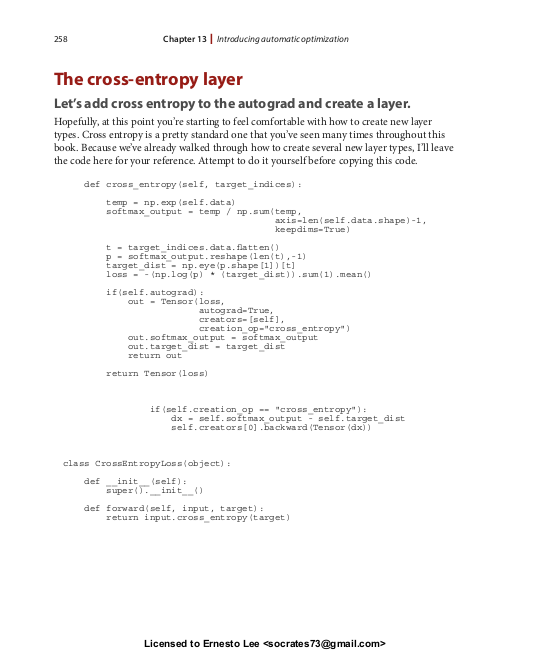 258
Chapter 13 | Introducing automatic optimization
The cross-entropy layer
Let's add cross entropy to the autograd and create a layer.
Hopefully, at this point you're starting to feel comfortable with how to create new layer
types. Cross entropy is a pretty standard one that you've seen many times throughout this
book. Because we've already walked through how to create several new layer types, I'll leave
the code here for your reference. Attempt to do it yourself before copying this code.
def cross_entropy(self, target_indices):
temp = np.exp(self.data)
softmax_output = temp / np.sum(temp,
axis=len(self.data.shape)-1,
keepdims=True)
t = target_indices.data.flatten()
p = softmax_output.reshape(len(t),-1)
target_dist = np.eye(p.shape[1])[t]
loss = -(np.log(p) * (target_dist)).sum(1).mean()
if(self.autograd):
out = Tensor(loss,
autograd=True,
creators=[self],
creation_op="cross_entropy")
out.softmax_output = softmax_output
out.target_dist = target_dist
return out
return Tensor(loss)
if(self.creation_op == "cross_entropy"):
dx = self.softmax_output - self.target_dist
self.creators[0].backward(Tensor(dx))
class CrossEntropyLoss(object):
def __init__(self):
super().__init__()
def forward(self, input, target):
return input.cross_entropy(target)
Licensed to Ernesto Lee <socrates73@gmail.com>